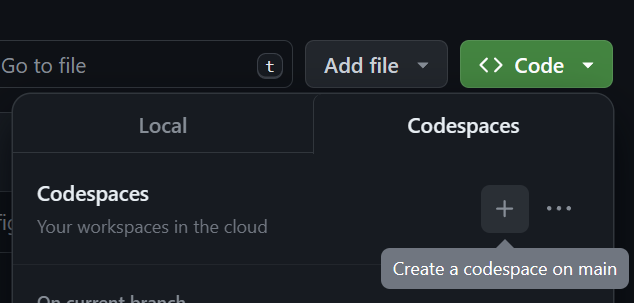 Go to file
t
Add file
Code
Local
Codespaces
Codespaces
Your workspaces in the cloud
Create a codespace on main
On current branch